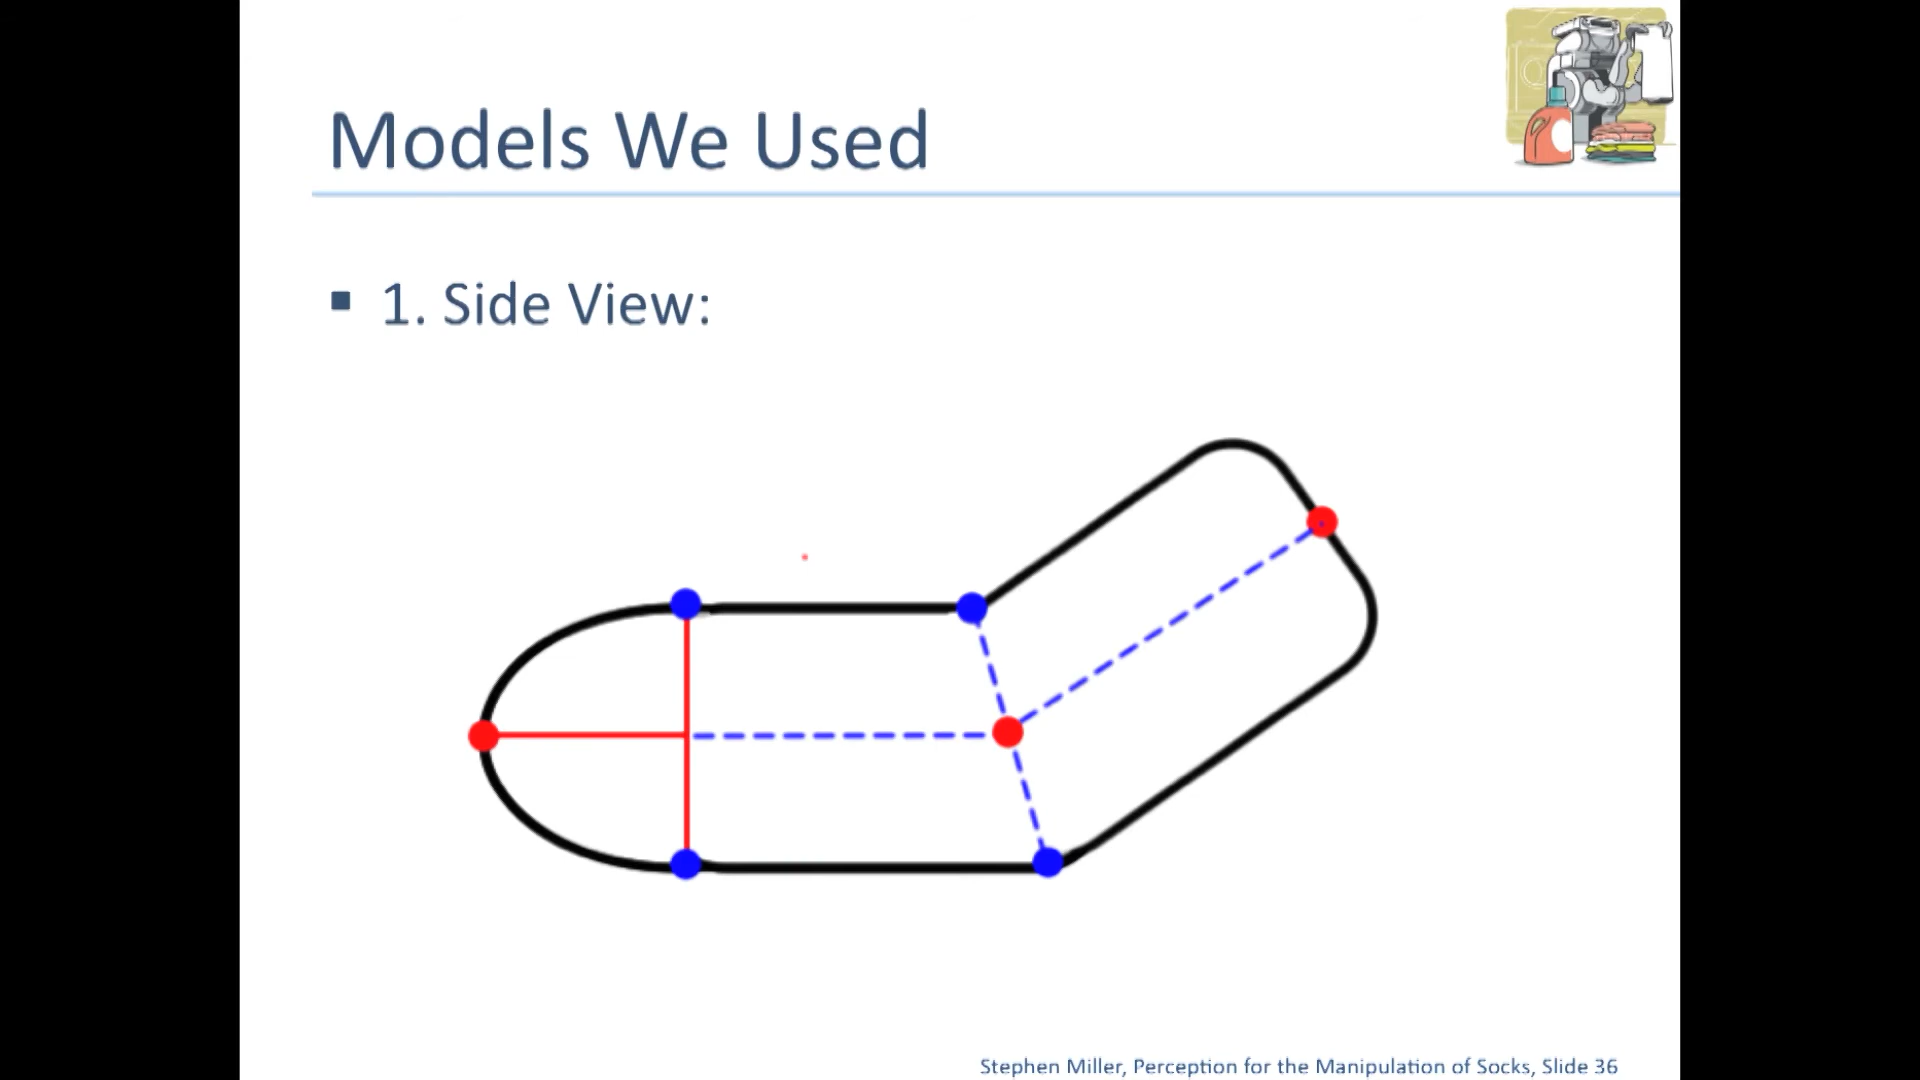 Models We Used
1. Side View:
Stephen Miller, Perception for the Manipulation of Socks, Slide 36